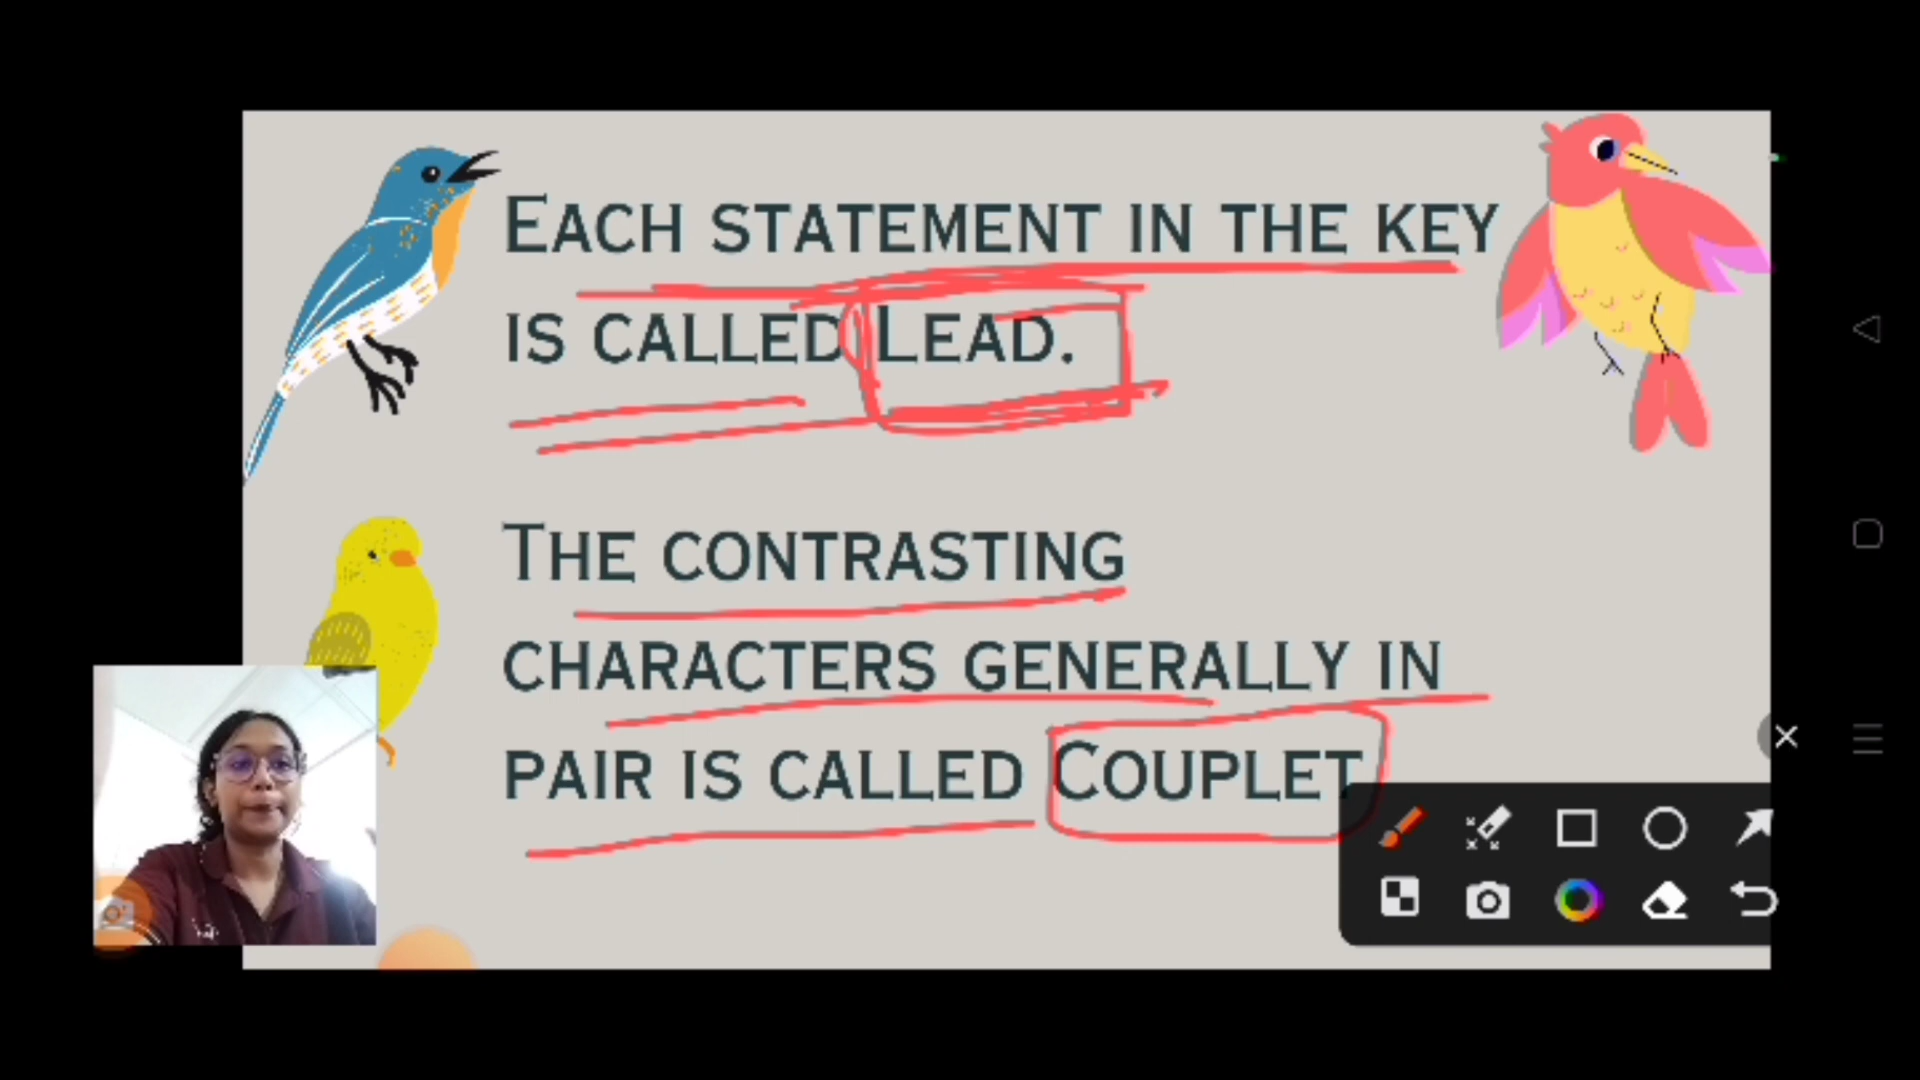 Each statement in the key
is called Lead.
The contrasting
characters generally in
pair is called Couplet